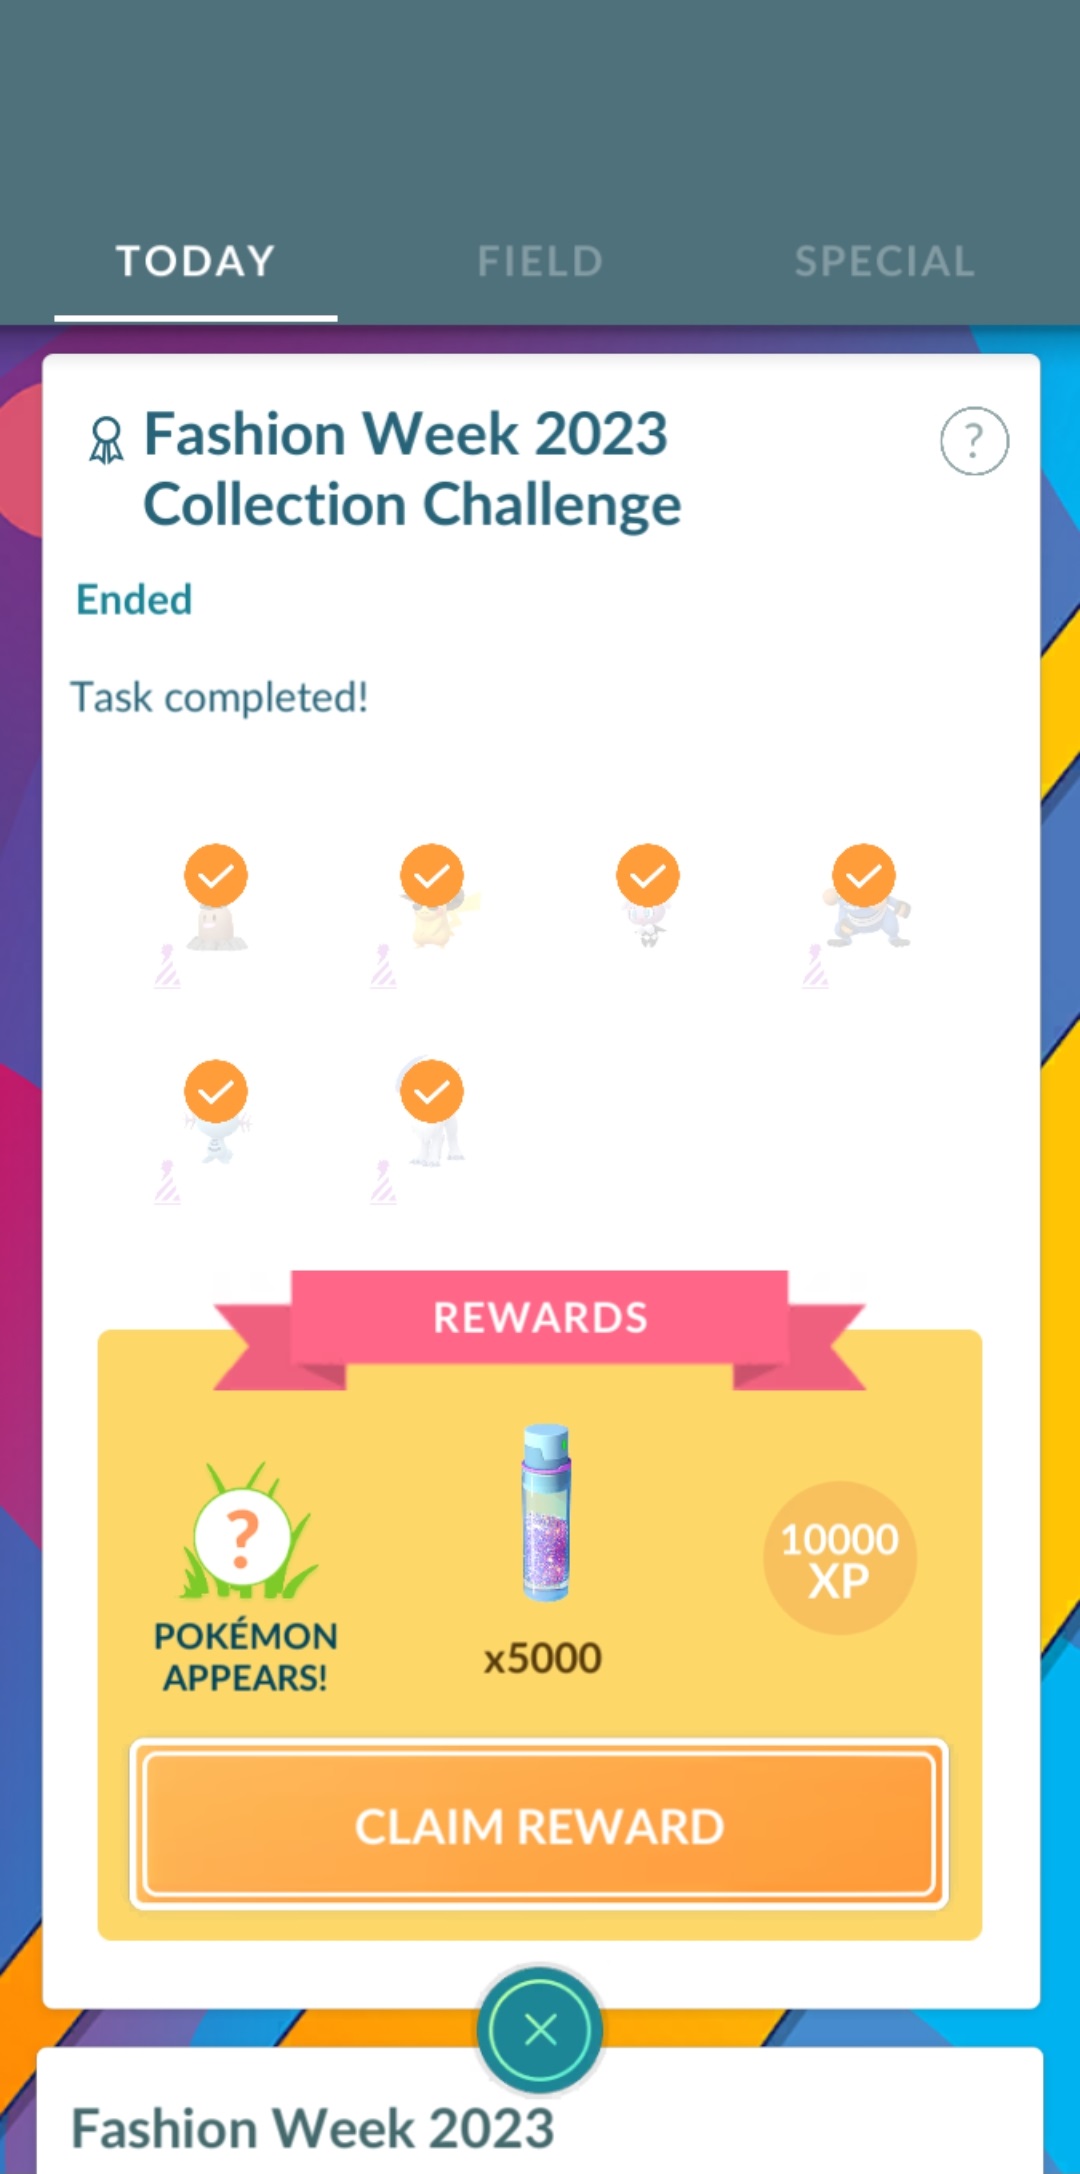 TODAY
FIELD
SPECIAL
Fashion Week 2023
Collection Challenge
?
Ended
Task completed!
REWARDS
?
POKÉMON
APPEARS!
x5000
10000
XP
CLAIM REWARD
Fashion Week 2023